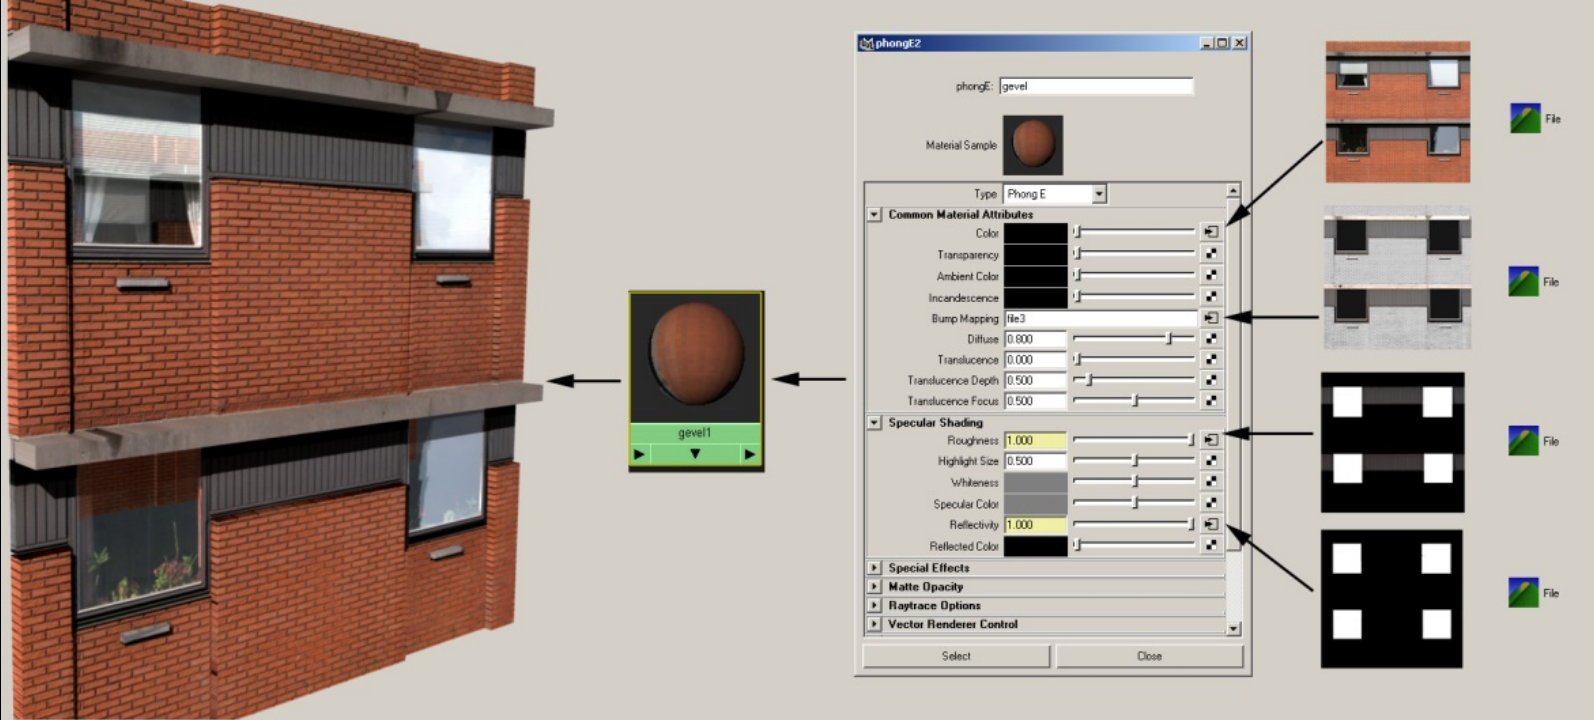 gevel1
phongE2
phongE: gevel
Material Sample
Type Phong E
Common Material Attributes
Color
Transparency
Ambient Color
Incandescence
Bump Mapping file3
Diffuse 0.800
Translucence 0.000
Translucence Depth 0.500
Translucence Focus 0.500
Specular Shading
Roughness 1.000
Highlight Size 0.500
Whiteness
Specular Color
Reflectivity 1.000
Reflected Color
Special Effects
Matte Opacity
Raytrace Options
Vector Renderer Control
Select Close
File
File
File
File